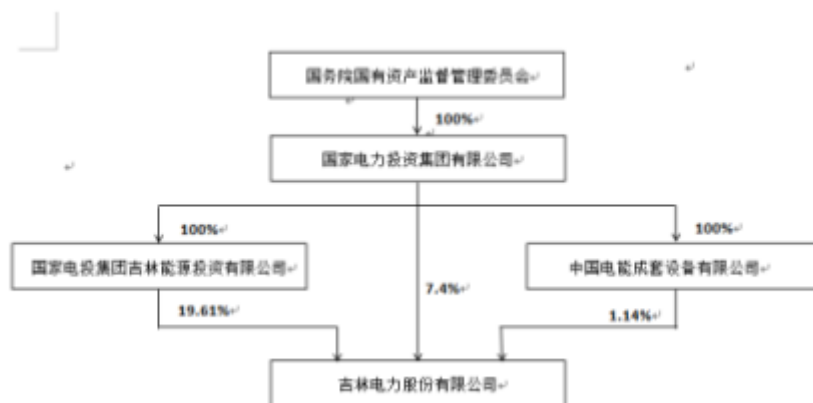 国务院国有资产监督管理委员会
100%
国家电力投资集团有限公司
100%
100%
国家电投集团吉林能源投资有限公司
中国电能成套设备有限公司
7.4%
19.61%
1.14%
吉林电力股份有限公司